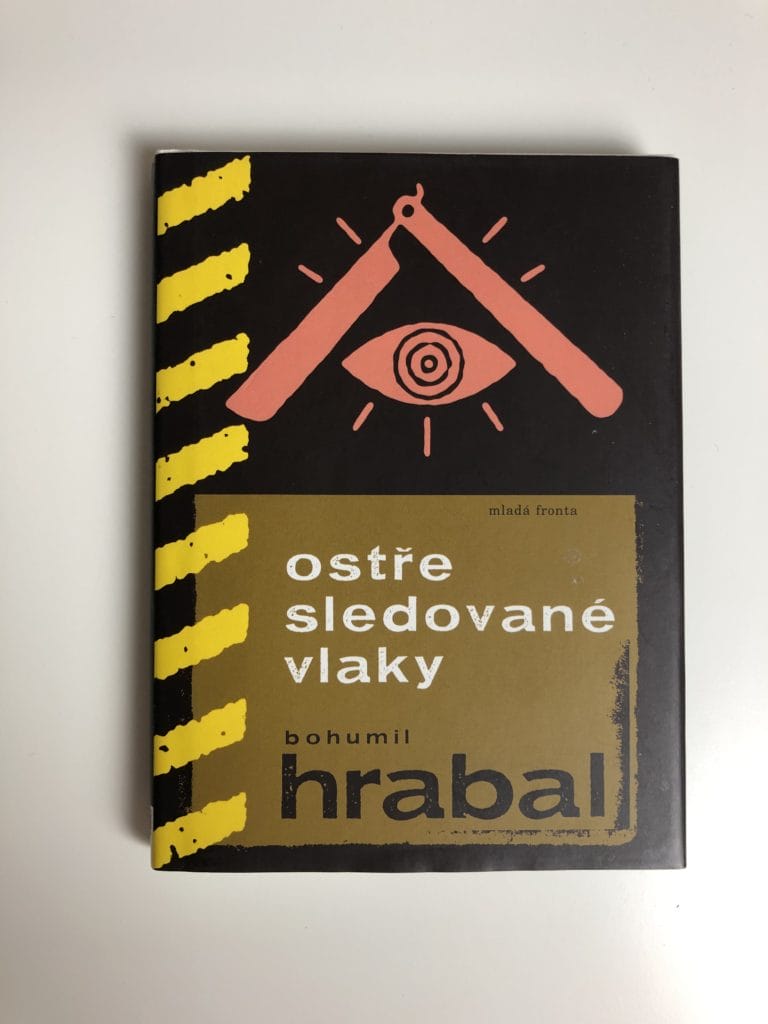 mladá fronta
ostře
sledované
vlaky
bohumil
hrabal